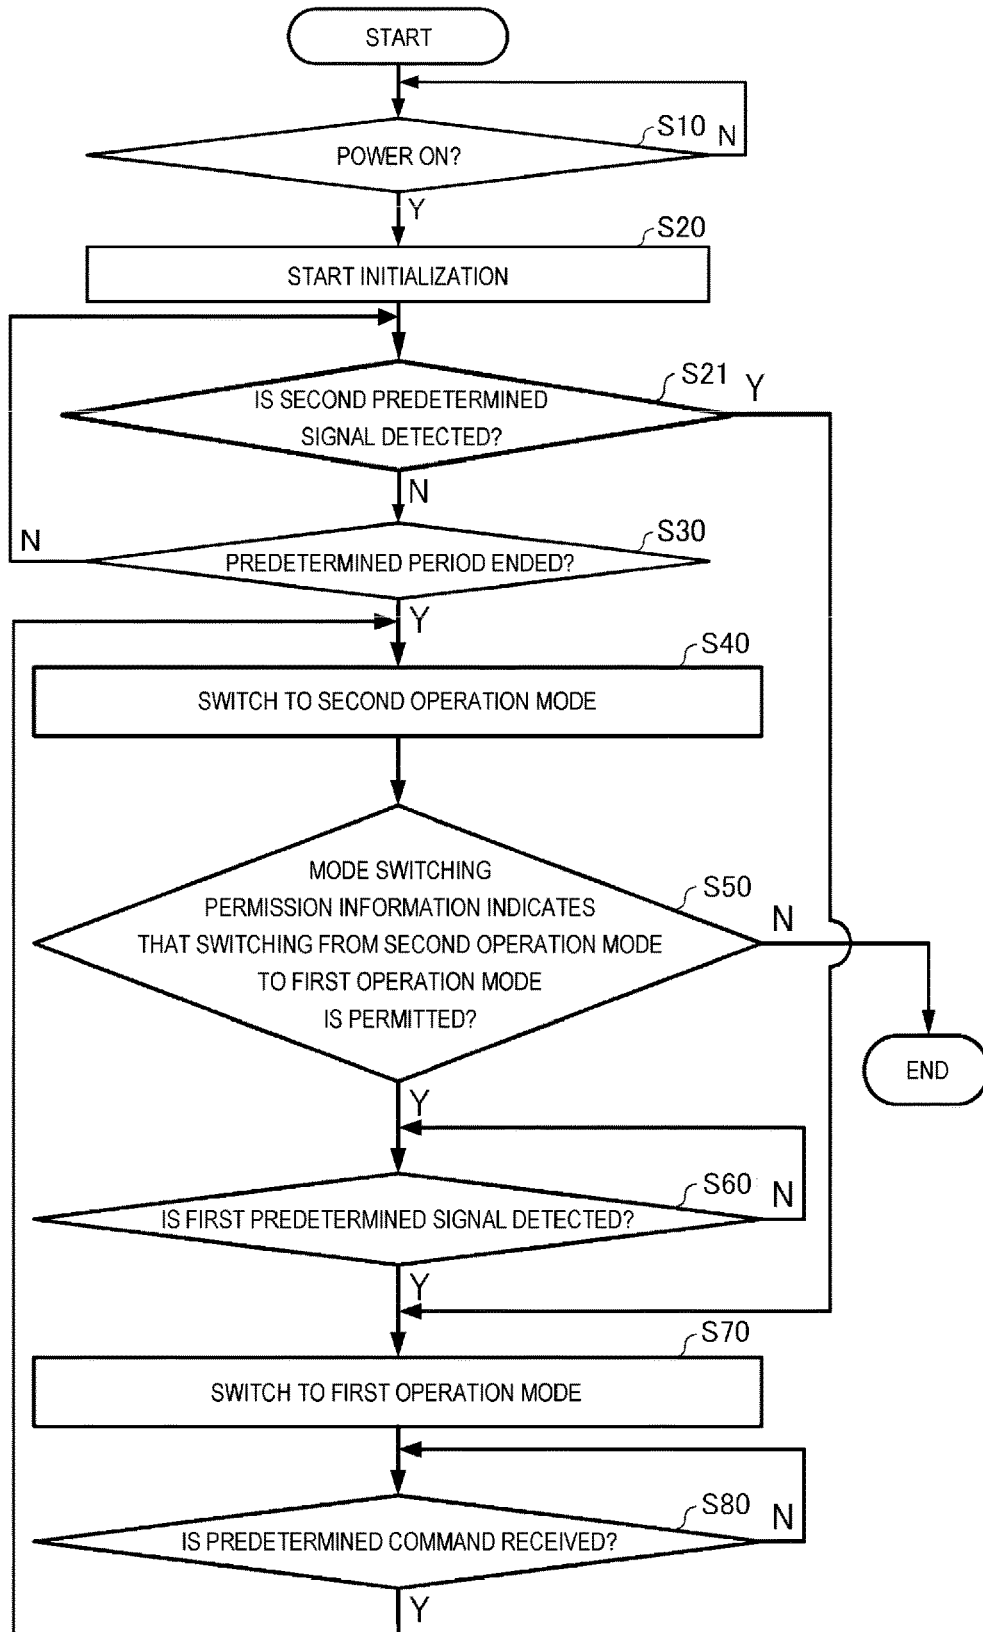 START
S10
N
POWER ON?
Y
S20
START INITIALIZATION
S21
Y
IS SECOND PREDETERMINED
SIGNAL DETECTED?
N
S30
N
PREDETERMINED PERIOD ENDED?
Y
S40
SWITCH TO SECOND OPERATION MODE
MODE SWITCHING
S50
N
PERMISSION INFORMATION INDICATES
THAT SWITCHING FROM SECOND OPERATION MODE
TO FIRST OPERATION MODE
IS PERMITTED?
END
Y
S60
N
IS FIRST PREDETERMINED SIGNAL DETECTED?
Y
S70
SWITCH TO FIRST OPERATION MODE
S80
N
IS PREDETERMINED COMMAND RECEIVED?
Y